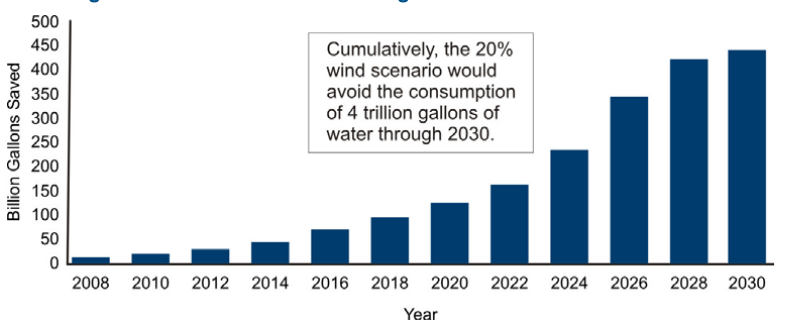 500
450
400
350
300
250
200
150
100
50
0
Billion Gallons Saved
Cumulatively, the 20%
wind scenario would
avoid the consumption
of 4 trillion gallons of
water through 2030.
2008 2010 2012 2014 2016 2018 2020 2022 2024 2026 2028 2030
Year